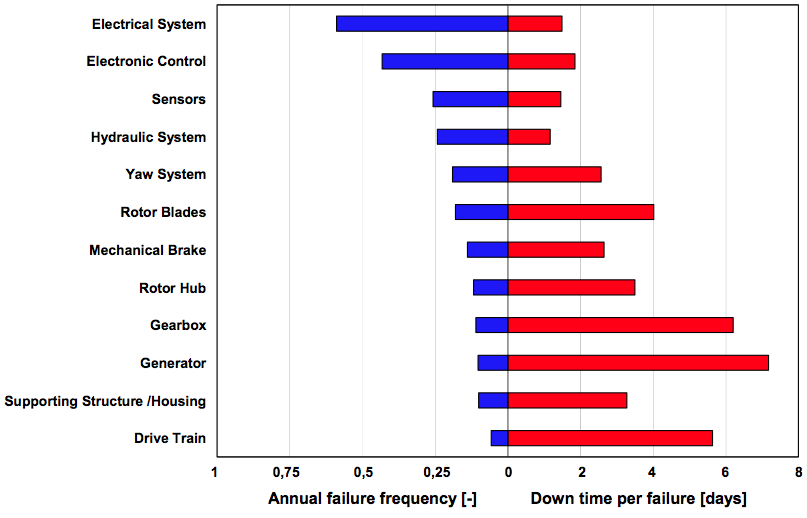 Electrical System
Electronic Control
Sensors
Hydraulic System
Yaw System
Rotor Blades
Mechanical Brake
Rotor Hub
Gearbox
Generator
Supporting Structure /Housing
Drive Train
1 0,75 0,5 0,25 0 2 4 6 8
Annual failure frequency [-] Down time per failure [days]